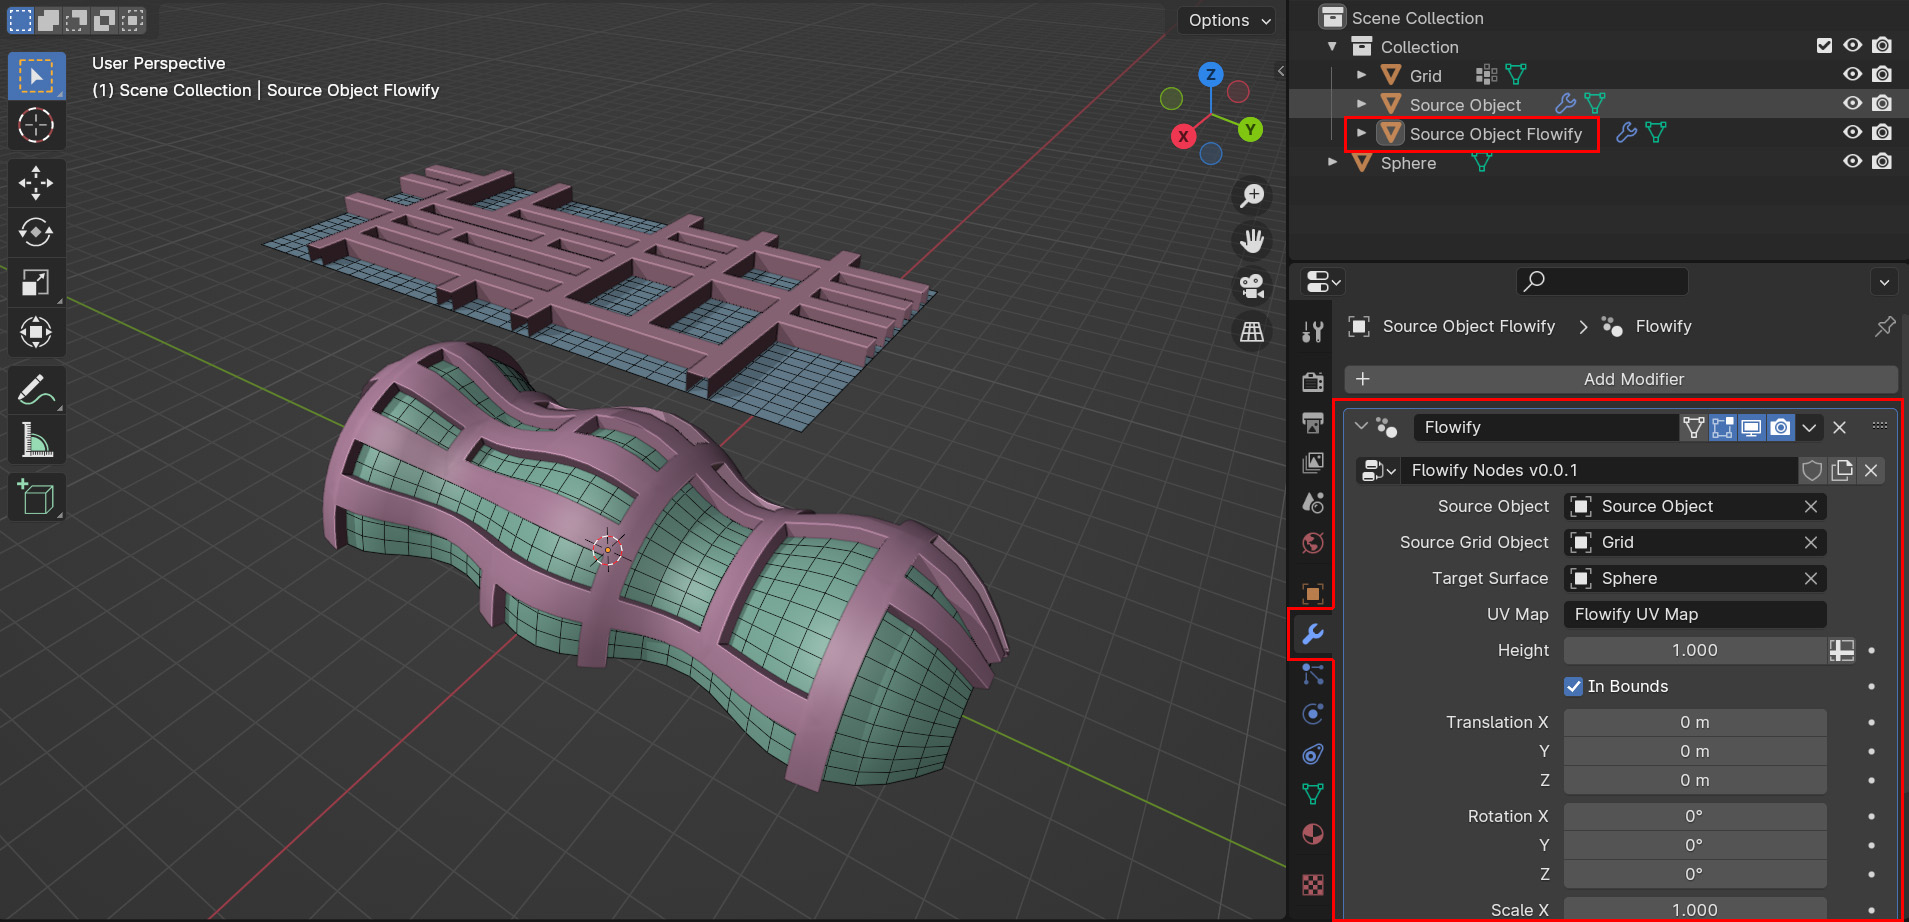 Options
User Perspective
(1) Scene Collection | Source Object Flowify
Z
Y
X
Scene Collection
Collection
Grid
Source Object
Source Object Flowify
Sphere
Source Object Flowify > Flowify
+ Add Modifier
Flowify
Flowify Nodes v0.0.1
Source Object Source Object
Source Grid Object Grid
Target Surface Sphere
UV Map Flowify UV Map
Height 1.000
In Bounds
Translation X 0 m
Y 0 m
Z 0 m
Rotation X 0°
Y 0°
Z 0°
Scale X 1.000